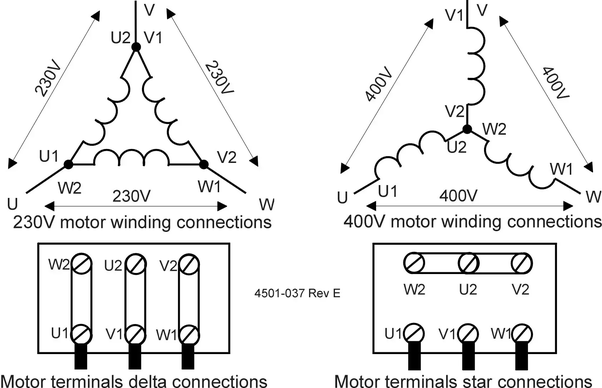 V V1 V
U2 V1
230V 230V 400V 400V
V2
U1 V2 W2
U2
W2 W1 U1 W1
U 230V W U 400V W
230V motor winding connections 400V motor winding connections
W2 U2 V2
W2 U2 V2
4501-037 Rev E
U1 V1 W1 U1 V1 W1
Motor terminals delta connections Motor terminals star connections